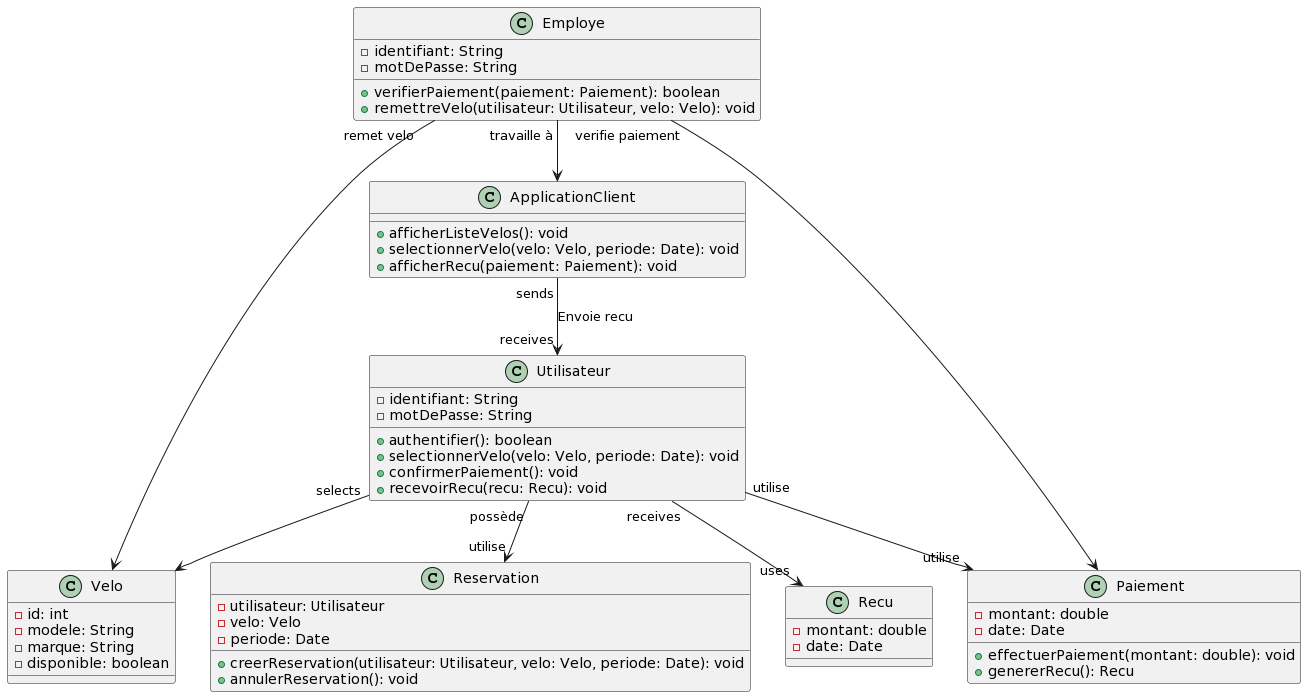 C Employe
identifiant: String
motDePasse: String
verifierPaiement(paiement: Paiement): boolean
remettreVelo(utilisateur: Utilisateur, velo: Velo): void
remet velo
travaille à
verifie paiement
C ApplicationClient
afficherListeVelos(): void
selectionnerVelo(velo: Velo, periode: Date): void
afficherRecu(paiement: Paiement): void
sends
Envoie recu
receives
C Utilisateur
identifiant: String
motDePasse: String
authentifier(): boolean
selectionnerVelo(velo: Velo, periode: Date): void
confirmerPaiement(): void
recevoirRecu(recu: Recu): void
selects
possède
receives
utilise
utilise
uses
utilise
C Velo
id: int
modele: String
marque: String
disponible: boolean
C Reservation
utilisateur: Utilisateur
velo: Velo
periode: Date
creerReservation(utilisateur: Utilisateur, velo: Velo, periode: Date): void
annulerReservation(): void
C Recu
montant: double
date: Date
C Paiement
montant: double
date: Date
effectuerPaiement(montant: double): void
genererRecu(): Recu